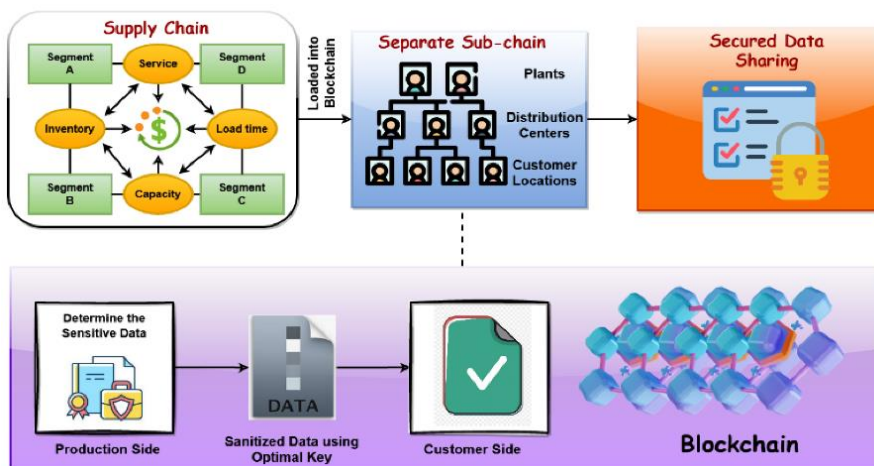 Supply Chain
Segment
A
Service
Segment
D
Inventory
$
Load time
Segment
B
Capacity
Segment
C
Loaded into
Blockchain
Separate Sub-chain
Plants
Distribution
Centers
Customer
Locations
Secured Data
Sharing
Determine the
Sensitive Data
Production Side
DATA
Sanitized Data using
Optimal Key
Customer Side
Blockchain